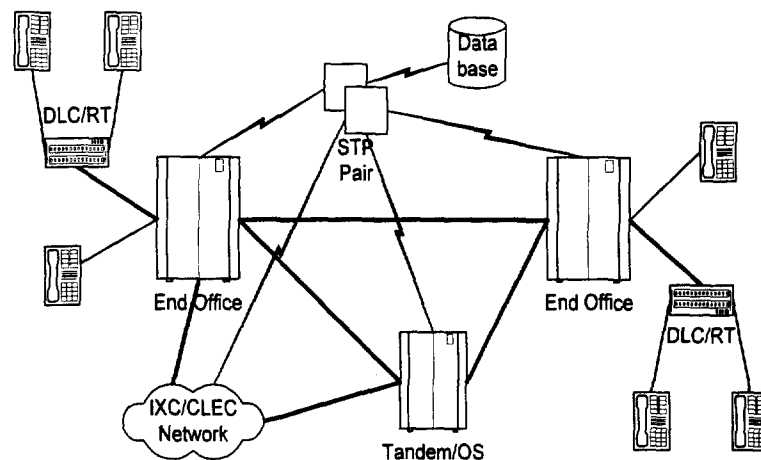 Data
base
DLC/RT
STP
Pair
End Office
End Office
DLC/RT
IXC/CLEC
Network
Tandem/OS